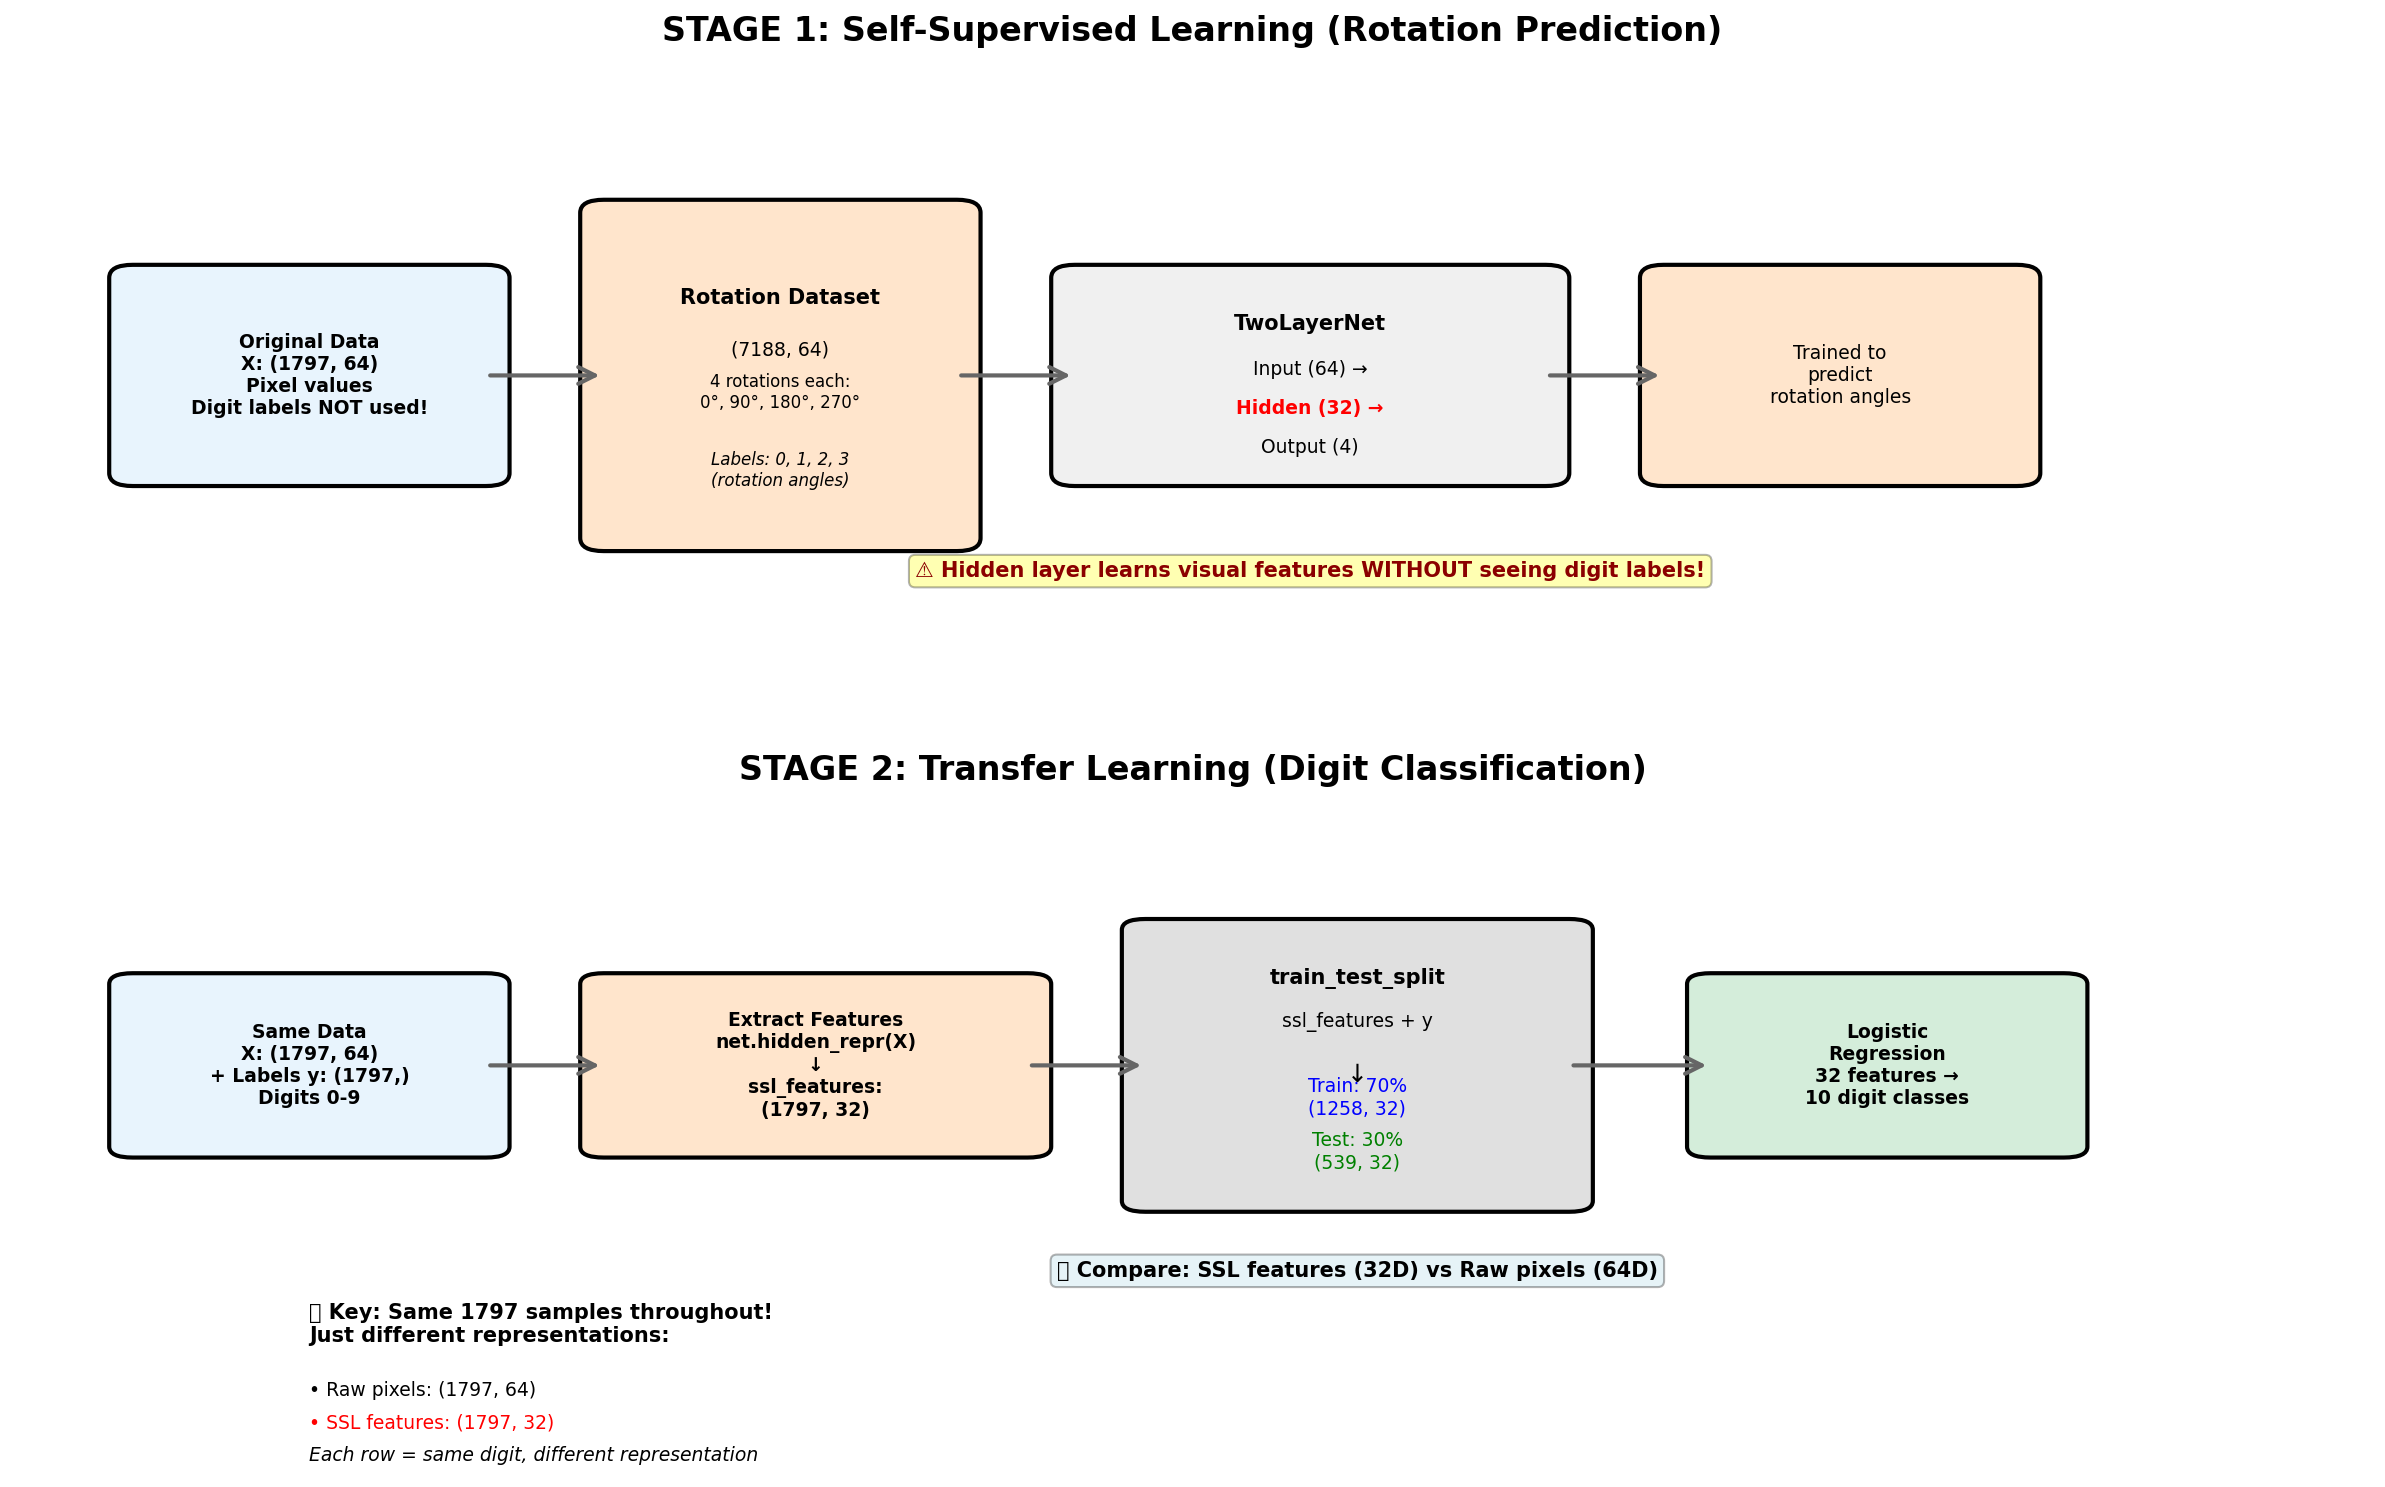 STAGE 1: Self-Supervised Learning (Rotation Prediction)
Original Data
X: (1797, 64)
Pixel values
Digit labels NOT used!
Rotation Dataset
(7188, 64)
4 rotations each:
0°, 90°, 180°, 270°
Labels: 0, 1, 2, 3
(rotation angles)
TwoLayerNet
Input (64) →
Hidden (32) →
Output (4)
Trained to
predict
rotation angles
⚠ Hidden layer learns visual features WITHOUT seeing digit labels!
STAGE 2: Transfer Learning (Digit Classification)
Same Data
X: (1797, 64)
+ Labels y: (1797,)
Digits 0-9
Extract Features
net.hidden_repr(X)
↓
ssl_features:
(1797, 32)
train_test_split
ssl_features + y
↓
Train: 70%
(1258, 32)
Test: 30%
(539, 32)
Logistic
Regression
32 features →
10 digit classes
Compare: SSL features (32D) vs Raw pixels (64D)
Key: Same 1797 samples throughout!
Just different representations:
• Raw pixels: (1797, 64)
• SSL features: (1797, 32)
Each row = same digit, different representation